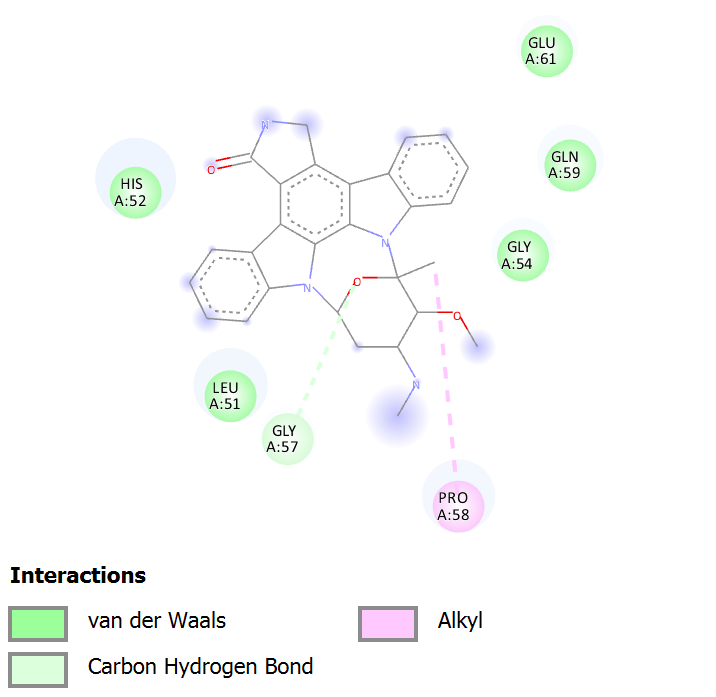 GLU
A:61
GLN
A:59
N
O
HIS
A:52
N
GLY
A:54
N
O
O
N
LEU
A:51
GLY
A:57
PRO
A:58
Interactions
van der Waals
Alkyl
Carbon Hydrogen Bond